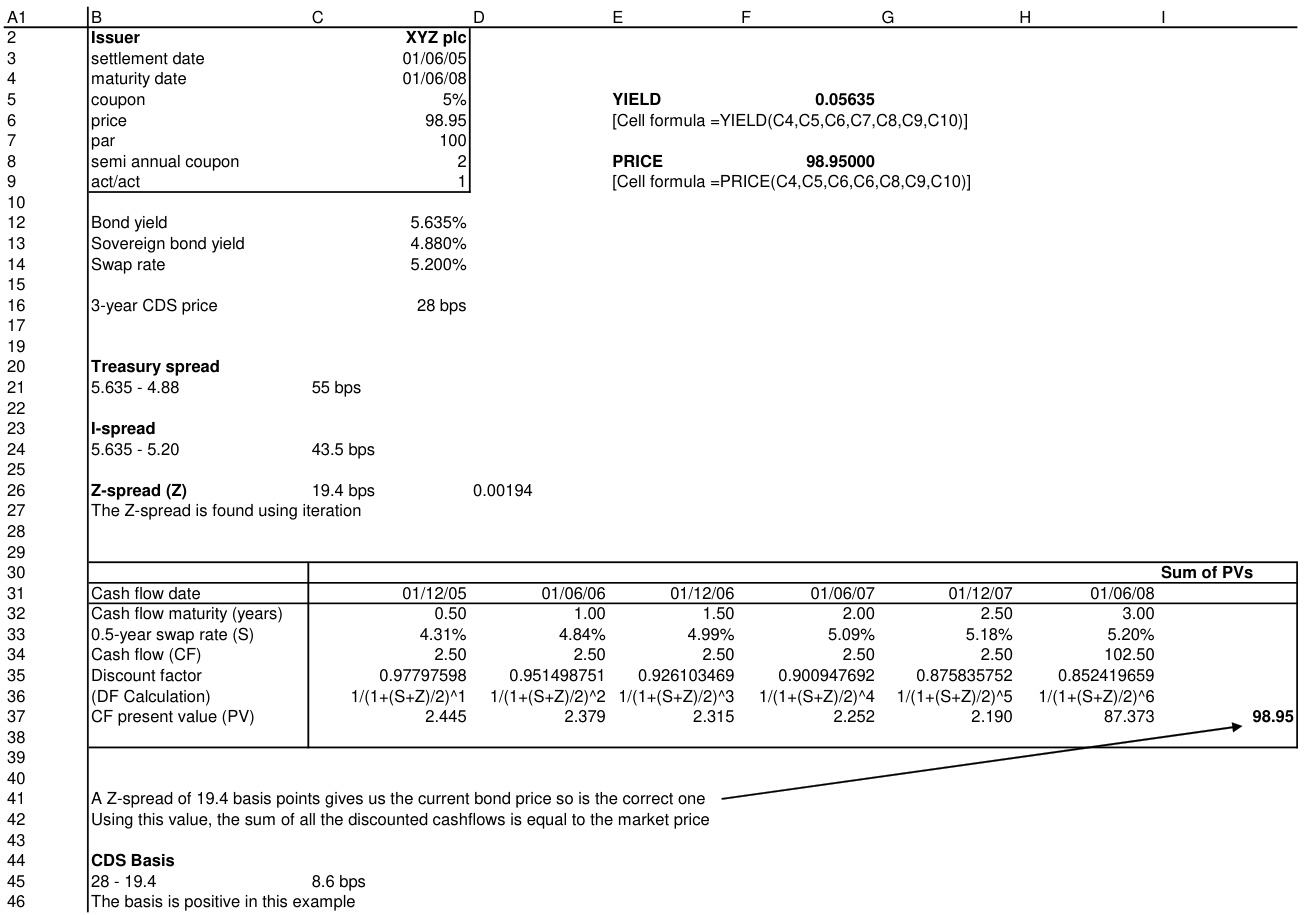 A1 B C D E F G H I
2 Issuer XYZ plc
3 settlement date 01/06/05
4 maturity date 01/06/08
5 coupon 5% YIELD 0.05635
6 price 98.95 [Cell formula =YIELD(C4,C5,C6,C7,C8,C9,C10)]
7 par 100
8 semi annual coupon 2 PRICE 98.95000
9 act/act 1 [Cell formula =PRICE(C4,C5,C6,C6,C8,C9,C10)]
10
12 Bond yield 5.635%
13 Sovereign bond yield 4.880%
14 Swap rate 5.200%
15
16 3-year CDS price 28 bps
17
19
20 Treasury spread
21 5.635 - 4.88 55 bps
22
23 I-spread
24 5.635 - 5.20 43.5 bps
25
26 Z-spread (Z) 19.4 bps 0.00194
27 The Z-spread is found using iteration
28
29
30 Sum of PVs
31 Cash flow date 01/12/05 01/06/06 01/12/06 01/06/07 01/12/07 01/06/08
32 Cash flow maturity (years) 0.50 1.00 1.50 2.00 2.50 3.00
33 0.5-year swap rate (S) 4.31% 4.84% 4.99% 5.09% 5.18% 5.20%
34 Cash flow (CF) 2.50 2.50 2.50 2.50 2.50 102.50
35 Discount factor 0.97797598 0.951498751 0.926103469 0.900947692 0.875835752 0.852419659
36 (DF Calculation) 1/(1+(S+Z)/2)^1 1/(1+(S+Z)/2)^2 1/(1+(S+Z)/2)^3 1/(1+(S+Z)/2)^4 1/(1+(S+Z)/2)^5 1/(1+(S+Z)/2)^6
37 CF present value (PV) 2.445 2.379 2.315 2.252 2.190 87.373 98.95
38
39
40
41 A Z-spread of 19.4 basis points gives us the current bond price so is the correct one
42 Using this value, the sum of all the discounted cashflows is equal to the market price
43
44 CDS Basis
45 28 - 19.4 8.6 bps
46 The basis is positive in this example